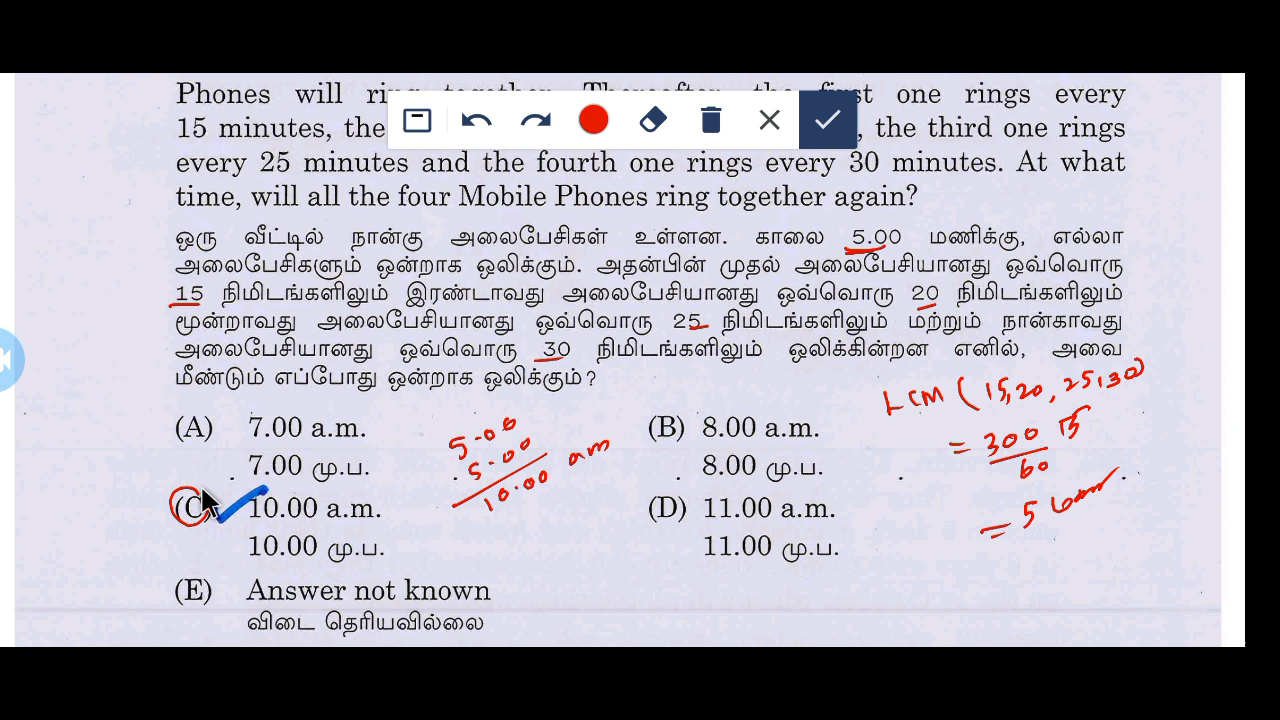 Phones will ring together. Thereafter, the first one rings every
15 minutes, the , the third one rings
every 25 minutes and the fourth one rings every 30 minutes. At what
time, will all the four Mobile Phones ring together again?
ஒரு வீட்டில் நான்கு அலைபேசிகள் உள்ளன. காலை 5.00 மணிக்கு, எல்லா
அலைபேசிகளும் ஒன்றாக ஒலிக்கும். அதன்பின் முதல் அலைபேசியானது ஒவ்வொரு
15 நிமிடங்களிலும் இரண்டாவது அலைபேசியானது ஒவ்வொரு 20 நிமிடங்களிலும்
மூன்றாவது அலைபேசியானது ஒவ்வொரு 25 நிமிடங்களிலும் மற்றும் நான்காவது
அலைபேசியானது ஒவ்வொரு 30 நிமிடங்களிலும் ஒலிக்கின்றன எனில், அவை
மீண்டும் எப்போது ஒன்றாக ஒலிக்கும்?
LCM (15,20,25,30)
= 300 / 60
= 5
(A) 7.00 a.m.
7.00 மு.ப.
(B) 8.00 a.m.
8.00 மு.ப.
5.00
5.00
10.00 am
(C) 10.00 a.m.
10.00 மு.ப.
(D) 11.00 a.m.
11.00 மு.ப.
(E) Answer not known
விடை தெரியவில்லை